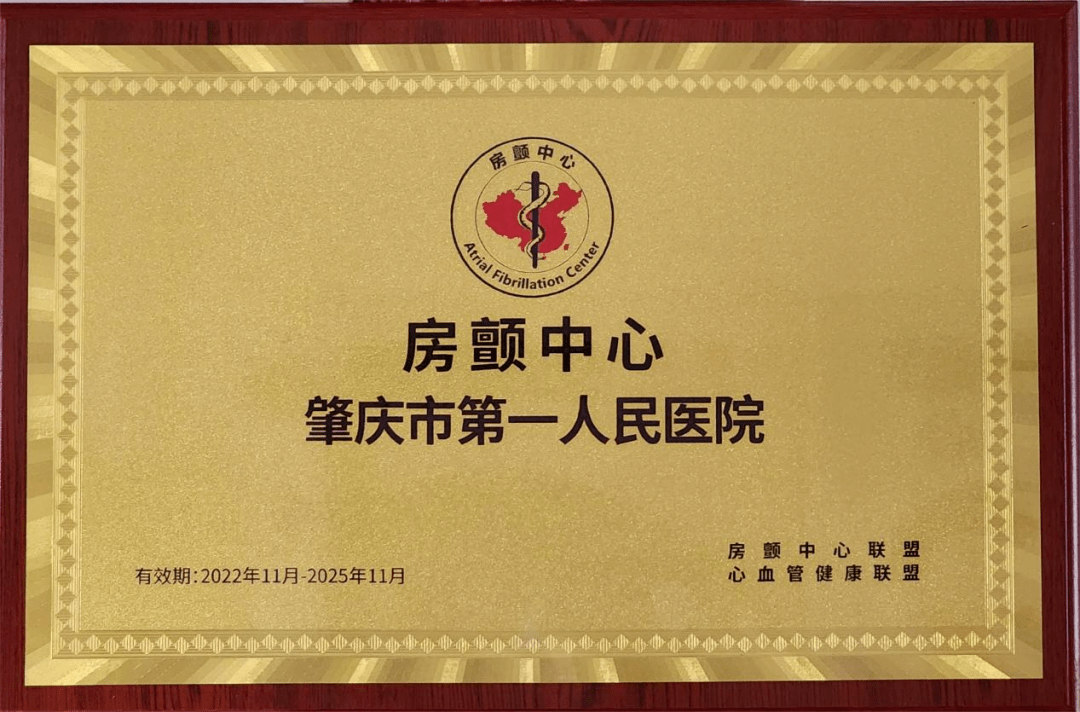 房颤中心
Atrial Fibrillation Center
房颤中心
肇庆市第一人民医院
有效期:2022年11月-2025年11月
房颤中心联盟
心血管健康联盟